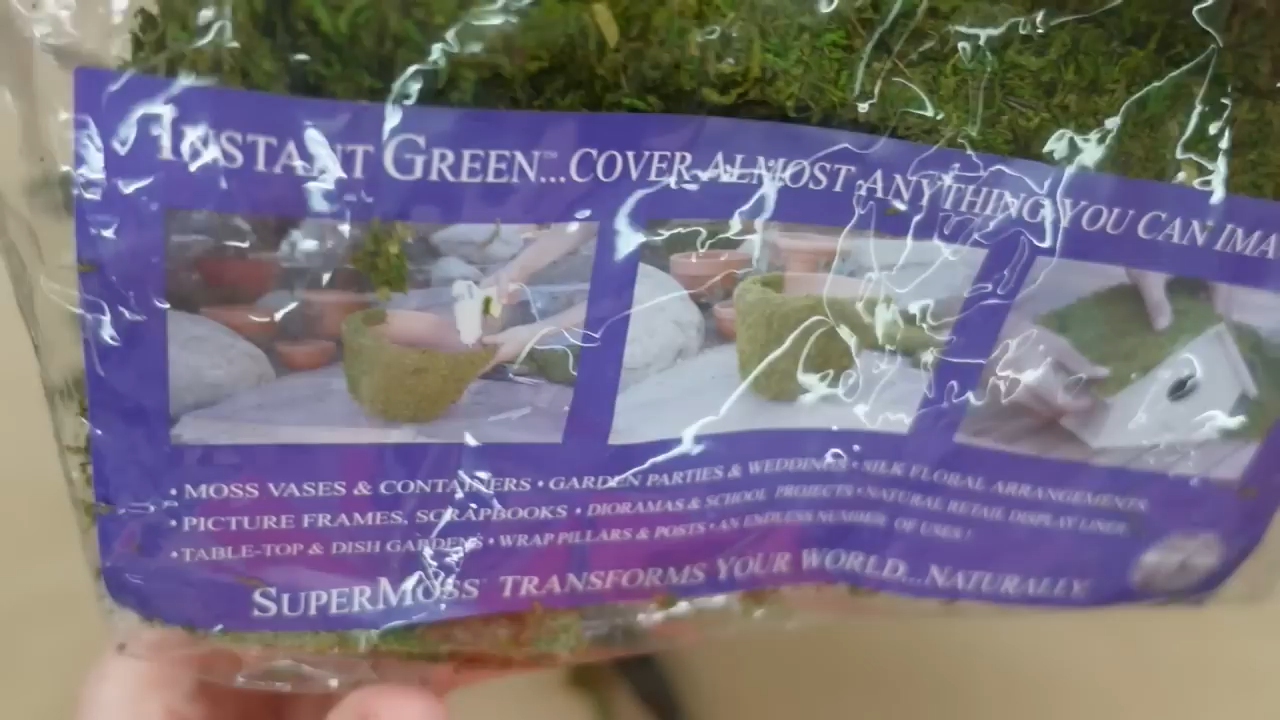 INSTANT GREEN™...COVER ALMOST ANYTHING YOU CAN IMA
• MOSS VASES & CONTAINERS • GARDEN PARTIES & WEDDINGS • SILK FLORAL ARRANGEMENTS
• PICTURE FRAMES, SCRAPBOOKS • DIORAMAS & SCHOOL PROJECTS • NATURAL RETAIL DISPLAY LINER
• TABLE-TOP & DISH GARDENS • WRAP PILLARS & POSTS • AN ENDLESS NUMBER OF USES!
SUPERMOSS TRANSFORMS YOUR WORLD...NATURALLY